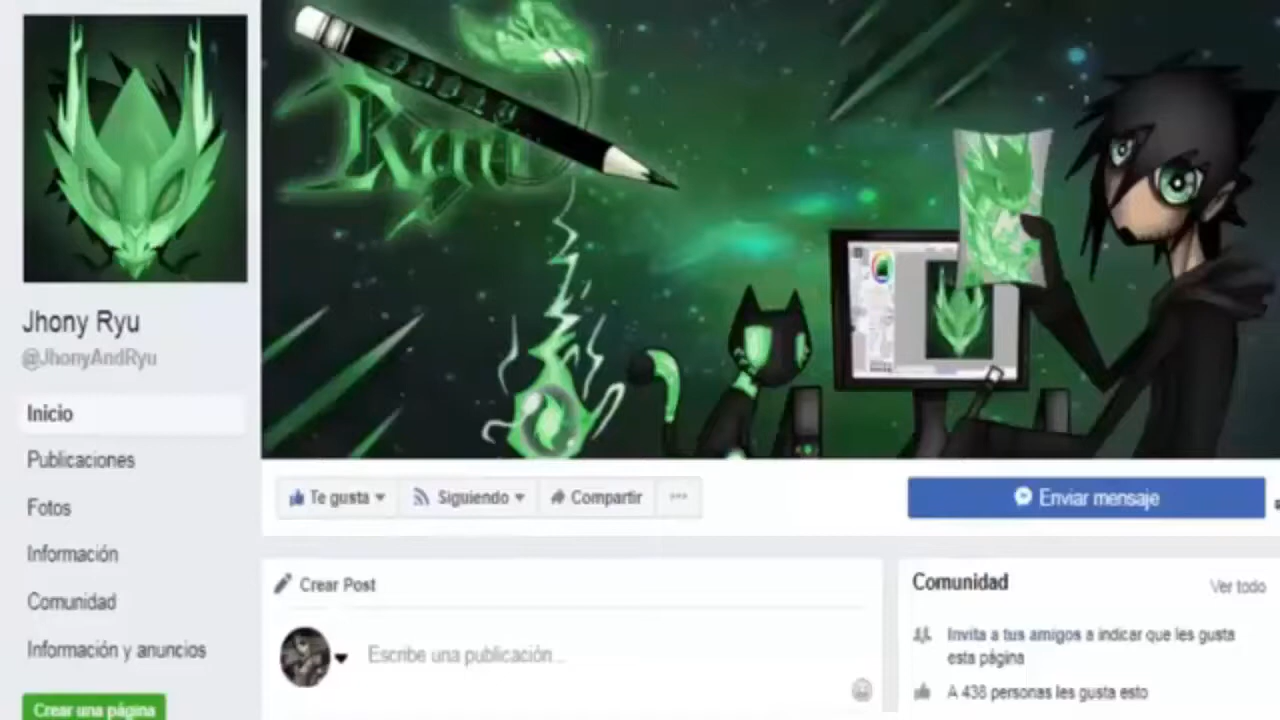 Ryu
Jhony Ryu
@JhonyAndRyu
Inicio
Publicaciones
Fotos
Información
Comunidad
Información y anuncios
Crear una página
Te gusta
Siguiendo
Compartir
Enviar mensaje
Crear Post
Escribe una publicación...
Comunidad
Ver todo
Invita a tus amigos a indicar que les gusta
esta página
A 438 personas les gusta esto